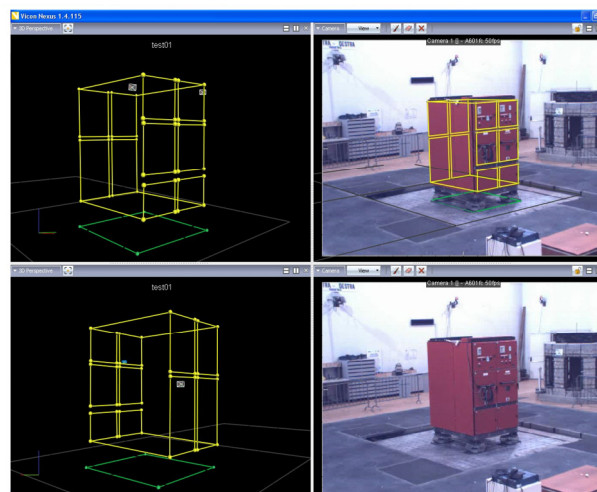 Vicon Nexus 1.4.115
3D Perspective
Camera
View
test01
Camera 1 [] - A601fc 50fps
3D Perspective
Camera
View
test01
Camera 1 [] - A601fc 50fps